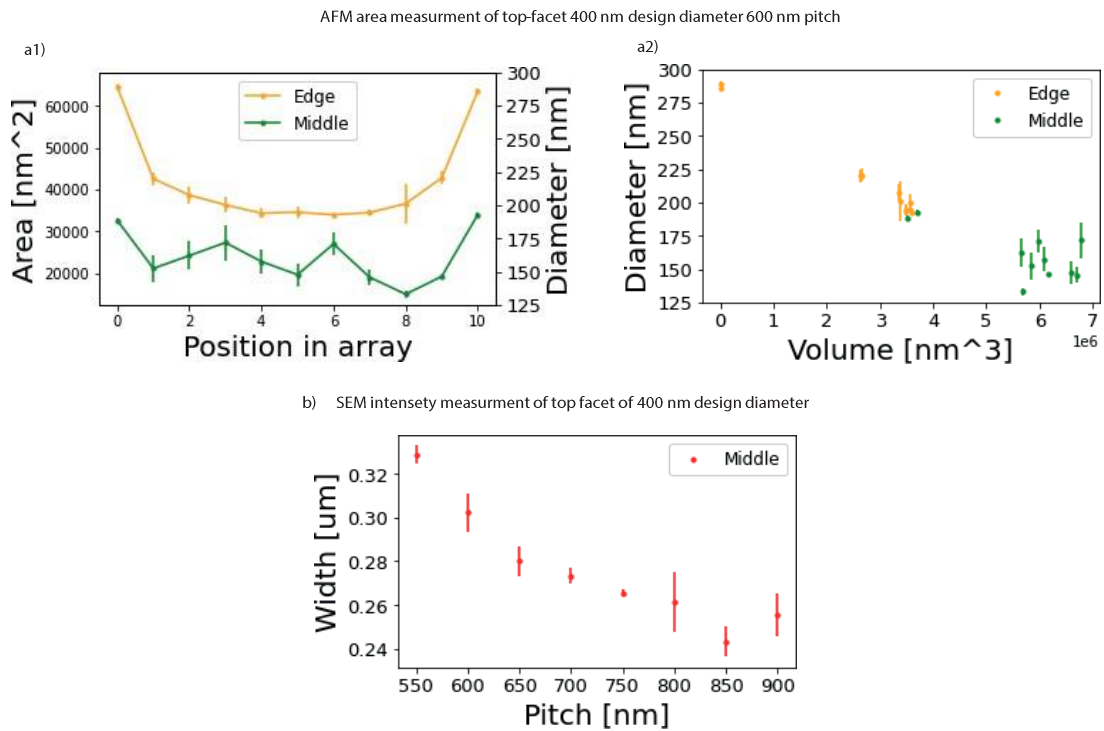 AFM area measurment of top-facet 400 nm design diameter 600 nm pitch
a1)
a2)
Area [nm^2]
60000
50000
40000
30000
20000
Edge
Middle
300
275
250
225
200
175
150
125
Diameter [nm]
0 2 4 6 8 10
Position in array
Diameter [nm]
300
275
250
225
200
175
150
125
Edge
Middle
0 1 2 3 4 5 6 7
1e6
Volume [nm^3]
b) SEM intensety measurment of top facet of 400 nm design diameter
Width [um]
0.32
0.30
0.28
0.26
0.24
Middle
550 600 650 700 750 800 850 900
Pitch [nm]